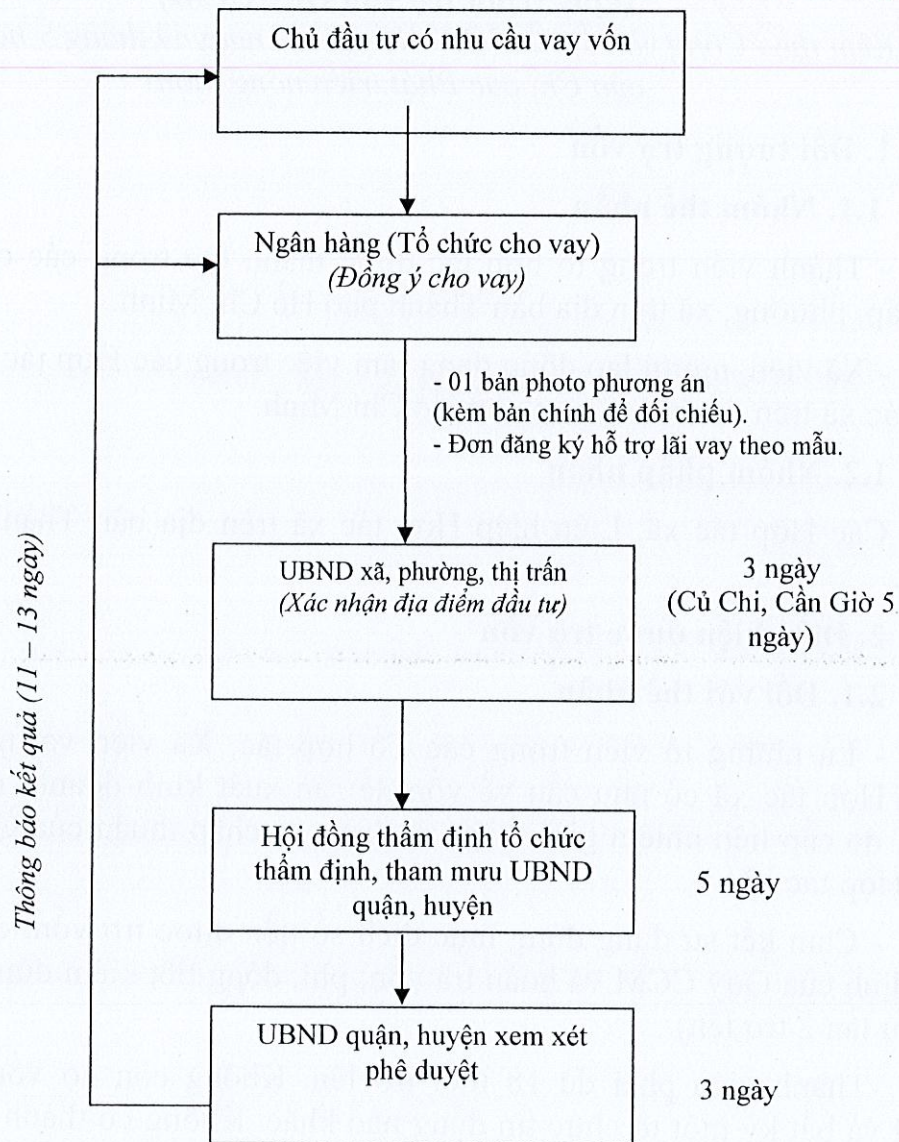 Chủ đầu tư có nhu cầu vay vốn
Ngân hàng (Tổ chức cho vay)
(Đồng ý cho vay)
- 01 bản photo phương án
(kèm bản chính để đối chiếu).
- Đơn đăng ký hỗ trợ lãi vay theo mẫu.
UBND xã, phường, thị trấn
(Xác nhận địa điểm đầu tư)
3 ngày
(Củ Chi, Cần Giờ 5
ngày)
Hội đồng thẩm định tổ chức
thẩm định, tham mưu UBND
quận, huyện
5 ngày
UBND quận, huyện xem xét
phê duyệt
3 ngày
Thông báo kết quả (11 – 13 ngày)